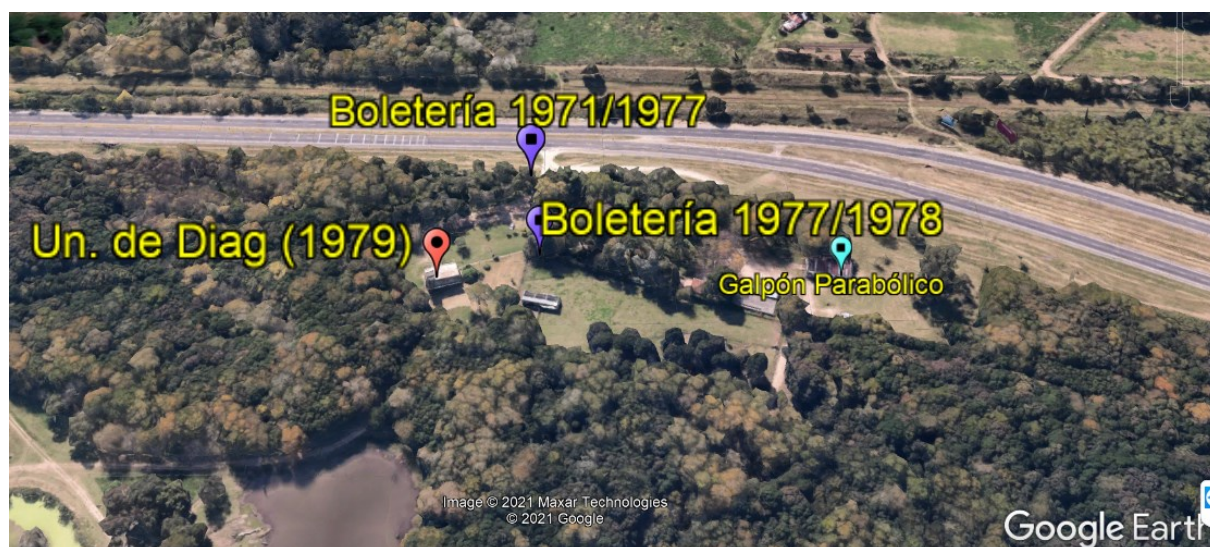 Boletería 1971/1977
Boletería 1977/1978
Un. de Diag (1979)
Galpón Parabólico
Image © 2021 Maxar Technologies
© 2021 Google
Google Earth